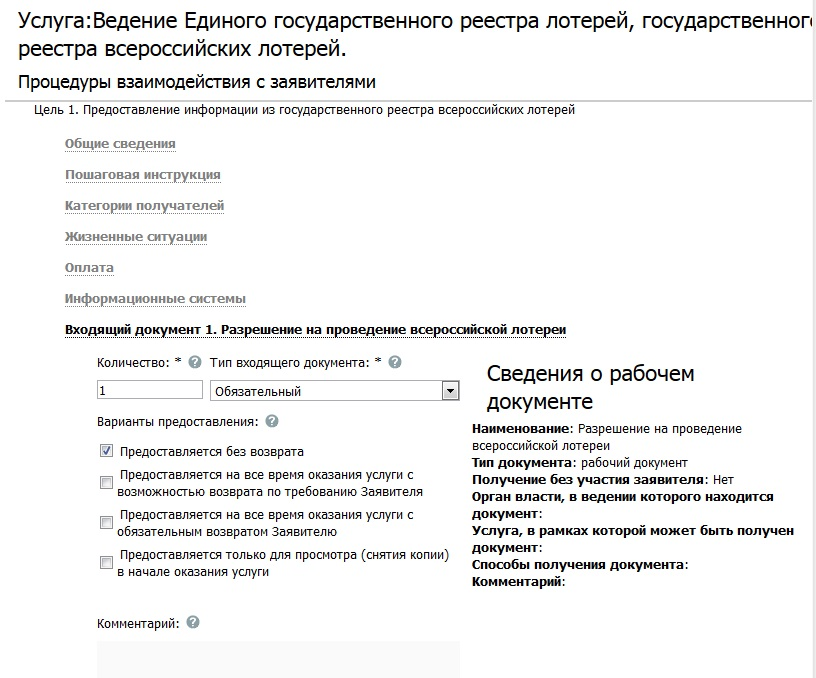 Услуга:Ведение Единого государственного реестра лотерей, государственного
реестра всероссийских лотерей.
Процедуры взаимодействия с заявителями
Цель 1. Предоставление информации из государственного реестра всероссийских лотерей
Общие сведения
Пошаговая инструкция
Категории получателей
Жизненные ситуации
Оплата
Информационные системы
Входящий документ 1. Разрешение на проведение всероссийской лотереи
Количество: * ? Тип входящего документа: * ?
1 Обязательный
Варианты предоставления: ?
Предоставляется без возврата
Предоставляется на все время оказания услуги с
возможностью возврата по требованию Заявителя
Предоставляется на все время оказания услуги с
обязательным возвратом Заявителю
Предоставляется только для просмотра (снятия копии)
в начале оказания услуги
Комментарий: ?
Сведения о рабочем
документе
Наименование: Разрешение на проведение
всероссийской лотереи
Тип документа: рабочий документ
Получение без участия заявителя: Нет
Орган власти, в ведении которого находится
документ:
Услуга, в рамках которой может быть получен
документ:
Способы получения документа:
Комментарий: